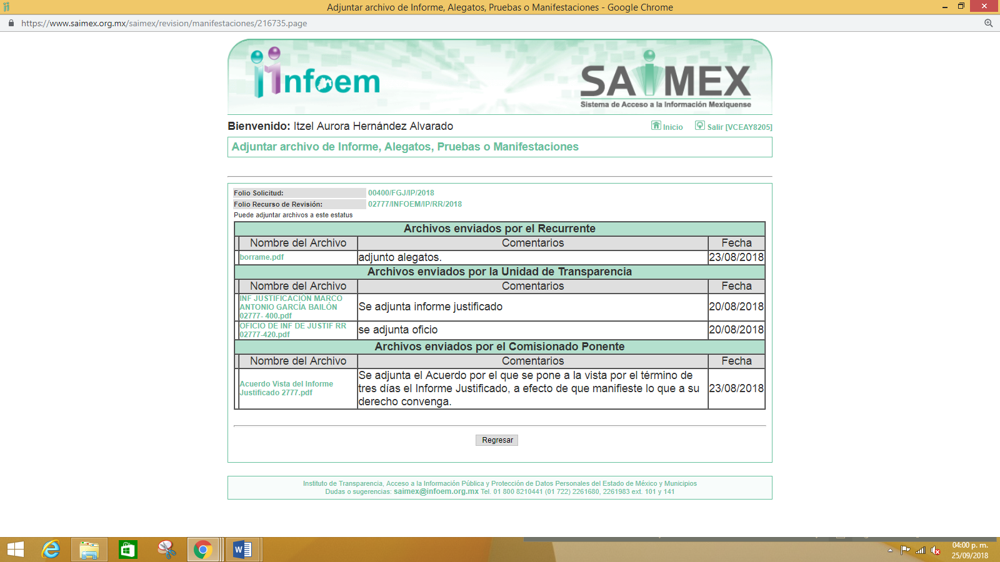 Adjuntar archivo de Informe, Alegatos, Pruebas o Manifestaciones - Google Chrome
https://www.saimex.org.mx/saimex/revision/manifestaciones/216735.page
infoem
SAIMEX
Sistema de Acceso a la Información Mexiquense
Bienvenido: Itzel Aurora Hernández Alvarado
Inicio Salir [VCEAY8205]
Adjuntar archivo de Informe, Alegatos, Pruebas o Manifestaciones
Folio Solicitud: 00400/FGJ/IP/2018
Folio Recurso de Revisión: 02777/INFOEM/IP/RR/2018
Puede adjuntar archivos a este estatus
Archivos enviados por el Recurrente
Nombre del Archivo Comentarios Fecha
borrame.pdf adjunto alegatos. 23/08/2018
Archivos enviados por la Unidad de Transparencia
Nombre del Archivo Comentarios Fecha
INF JUSTIFICACIÓN MARCO
ANTONIO GARCÍA BAILÓN
02777- 400.pdf
Se adjunta informe justificado 20/08/2018
OFICIO DE INF DE JUSTIF RR
02777-420.pdf
se adjunta oficio 20/08/2018
Archivos enviados por el Comisionado Ponente
Nombre del Archivo Comentarios Fecha
Acuerdo Vista del Informe
Justificado 2777.pdf
Se adjunta el Acuerdo por el que se pone a la vista por el término de
tres días el Informe Justificado, a efecto de que manifieste lo que a su
derecho convenga.
23/08/2018
Regresar
Instituto de Transparencia, Acceso a la Información Pública y Protección de Datos Personales del Estado de México y Municipios
Dudas o sugerencias: saimex@infoem.org.mx Tel. 01 800 8210441 (01 722) 2261680, 2261983 ext. 101 y 141
04:00 p. m.
25/09/2018